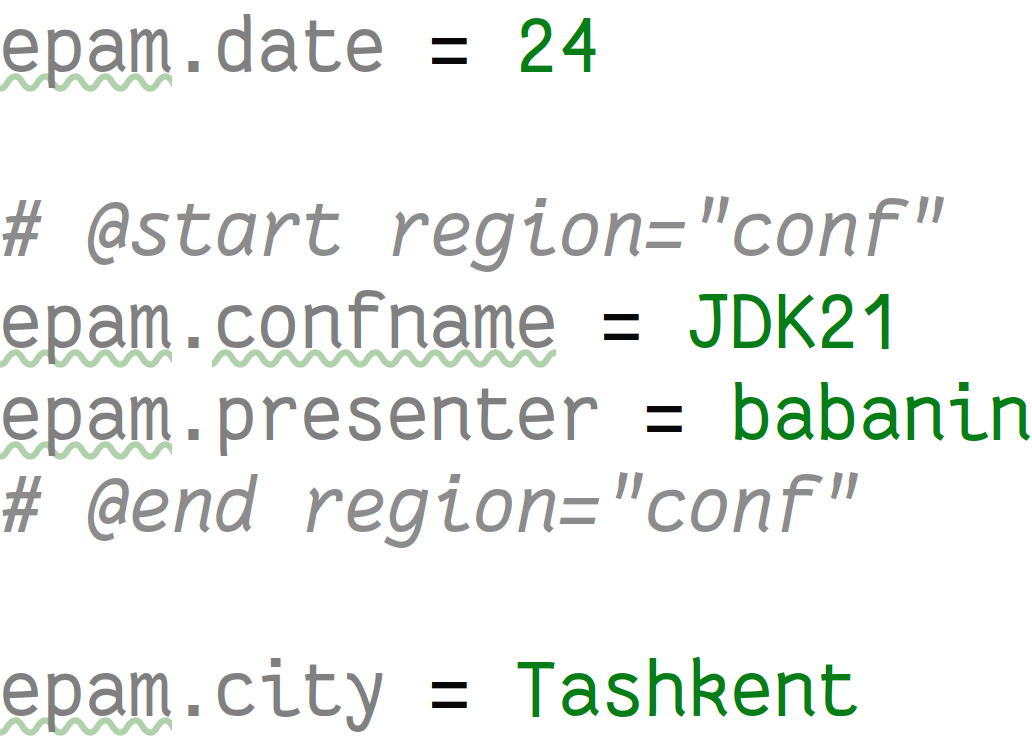 epam.date = 24
# @start region="conf"
epam.confname = JDK21
epam.presenter = babanin
# @end region="conf"
epam.city = Tashkent